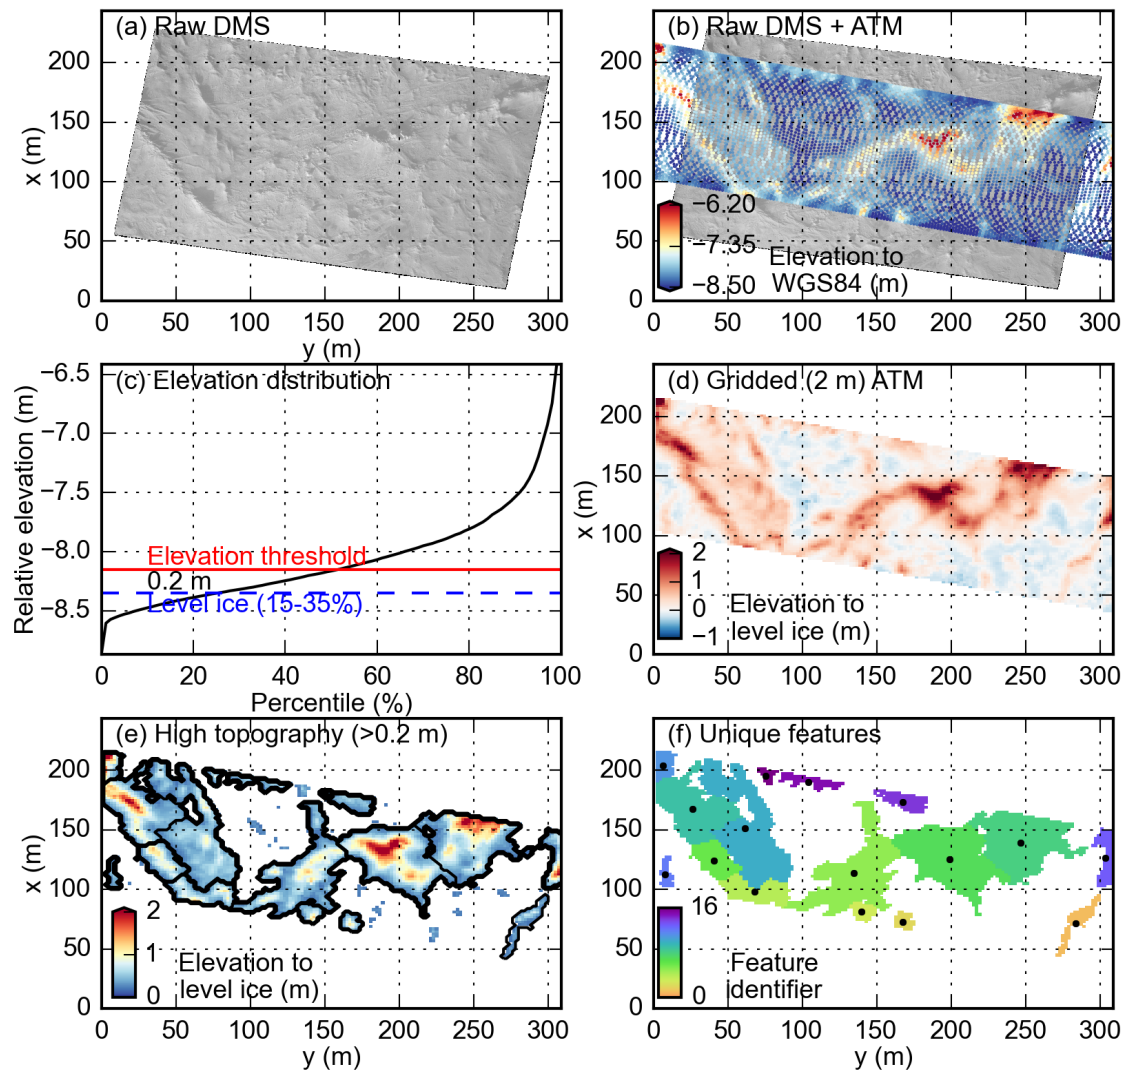 (a) Raw DMS
200
150
100
50
0
x (m)
0 50 100 150 200 250 300
y (m)
(b) Raw DMS + ATM
200
150
100
50
0
−6.20
−7.35
−8.50
Elevation to
WGS84 (m)
0 50 100 150 200 250 300
(c) Elevation distribution
−6.5
−7.0
−7.5
−8.0
−8.5
Relative elevation (m)
Elevation threshold
0.2 m
Level ice (15-35%)
0 20 40 60 80 100
Percentile (%)
(d) Gridded (2 m) ATM
200
150
100
50
0
x (m)
2
1
0
−1
Elevation to
level ice (m)
0 50 100 150 200 250 300
(e) High topography (>0.2 m)
200
150
100
50
0
x (m)
2
1
0
Elevation to
level ice (m)
0 50 100 150 200 250 300
y (m)
(f) Unique features
200
150
100
50
0
16
0
Feature
identifier
0 50 100 150 200 250 300
y (m)